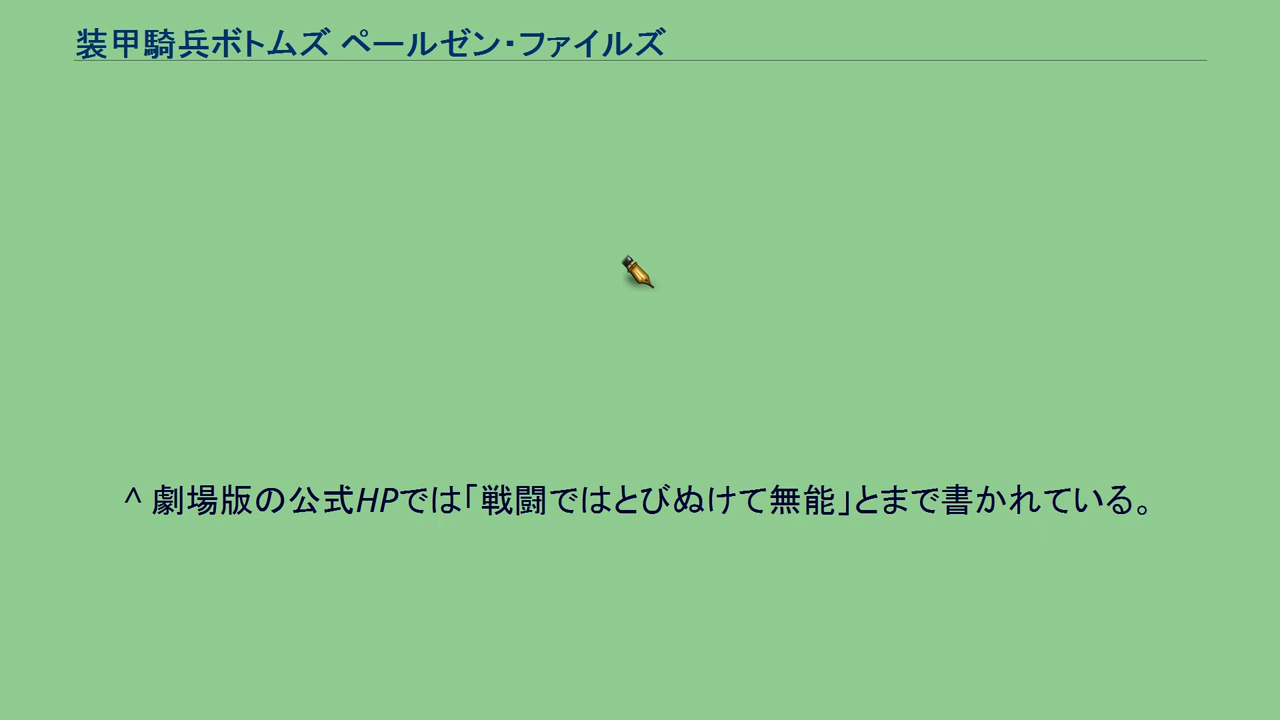 装甲騎兵ボトムズ ペールゼン・ファイルズ
^ 劇場版の公式HPでは「戦闘ではとびぬけて無能」とまで書かれている。